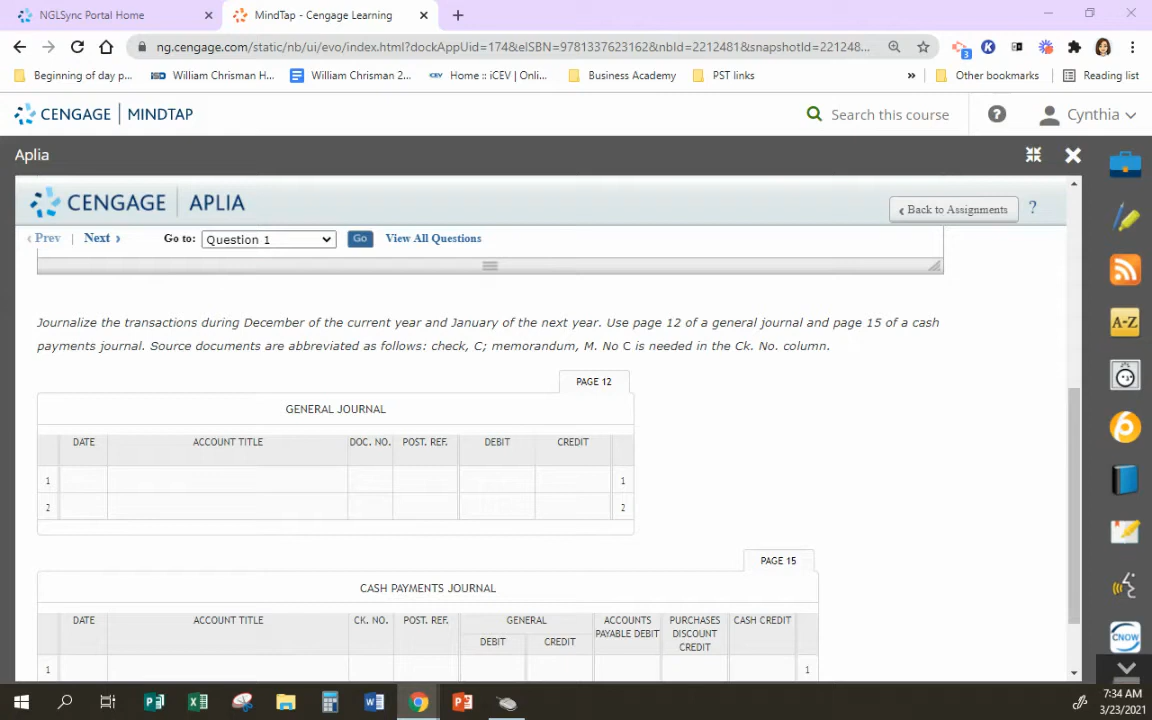 NGLSync Portal Home
MindTap - Cengage Learning
ng.cengage.com/static/nb/ui/evo/index.html?dockAppUid=174&eISBN=9781337623162&nbId=2212481&snapshotId=221248...
Beginning of day p...
William Chrisman H...
William Chrisman 2...
Home :: iCEV | Onli...
Business Academy
PST links
»
Other bookmarks
Reading list
CENGAGE | MINDTAP
Search this course
Cynthia
Aplia
CENGAGE | APLIA
‹ Back to Assignments
?
‹ Prev | Next ›
Go to: Question 1
Go
View All Questions
Journalize the transactions during December of the current year and January of the next year. Use page 12 of a general journal and page 15 of a cash
payments journal. Source documents are abbreviated as follows: check, C; memorandum, M. No C is needed in the Ck. No. column.
PAGE 12
GENERAL JOURNAL
DATE ACCOUNT TITLE DOC. NO. POST. REF. DEBIT CREDIT
1 1
2 2
PAGE 15
CASH PAYMENTS JOURNAL
DATE ACCOUNT TITLE CK. NO. POST. REF. GENERAL ACCOUNTS PURCHASES CASH CREDIT
DEBIT CREDIT PAYABLE DEBIT DISCOUNT
CREDIT
1 1
A-Z
CNOW
7:34 AM
3/23/2021